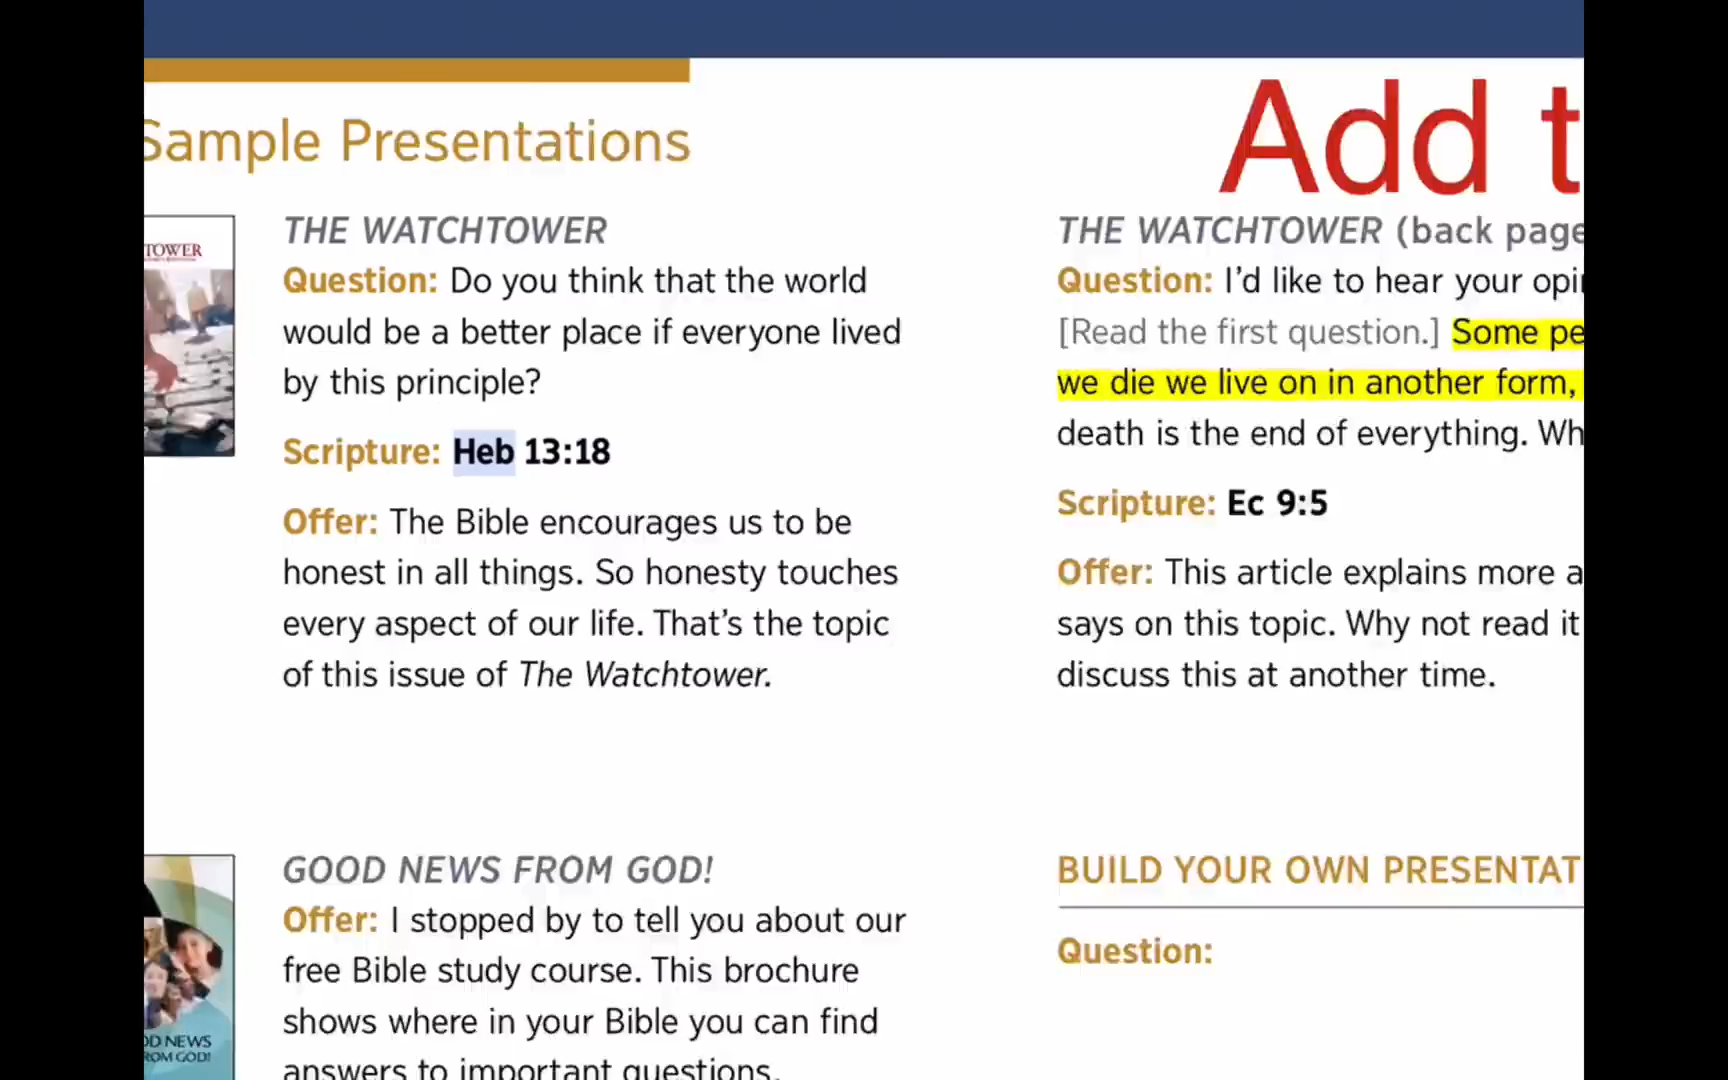 Sample Presentations
Add t
TOWER
THE WATCHTOWER
Question: Do you think that the world
would be a better place if everyone lived
by this principle?
Scripture: Heb 13:18
Offer: The Bible encourages us to be
honest in all things. So honesty touches
every aspect of our life. That’s the topic
of this issue of The Watchtower.
THE WATCHTOWER (back page
Question: I’d like to hear your opi
[Read the first question.] Some pe
we die we live on in another form,
death is the end of everything. Wh
Scripture: Ec 9:5
Offer: This article explains more a
says on this topic. Why not read it
discuss this at another time.
OD NEWS
ROM GOD!
GOOD NEWS FROM GOD!
Offer: I stopped by to tell you about our
free Bible study course. This brochure
shows where in your Bible you can find
answers to important questions.
BUILD YOUR OWN PRESENTAT
Question: